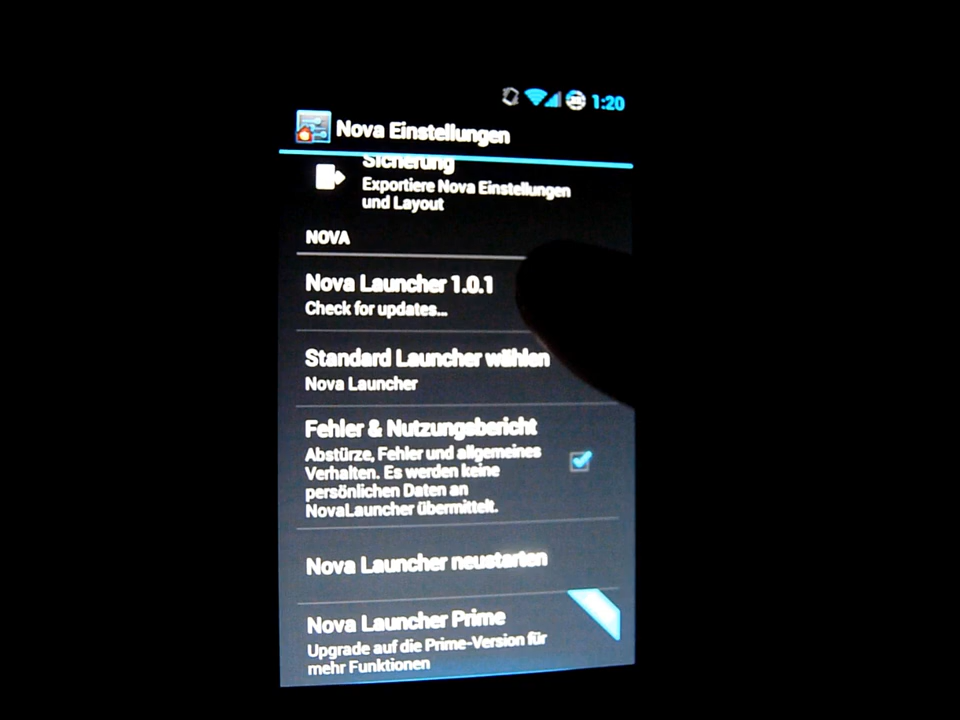 1:20
Nova Einstellungen
Sicherung
Exportiere Nova Einstellungen
und Layout
NOVA
Nova Launcher 1.0.1
Check for updates...
Standard Launcher wählen
Nova Launcher
Fehler & Nutzungsbericht
Abstürze, Fehler und allgemeines
Verhalten. Es werden keine
persönlichen Daten an
NovaLauncher übermittelt.
Nova Launcher neustarten
Nova Launcher Prime
Upgrade auf die Prime-Version für
mehr Funktionen